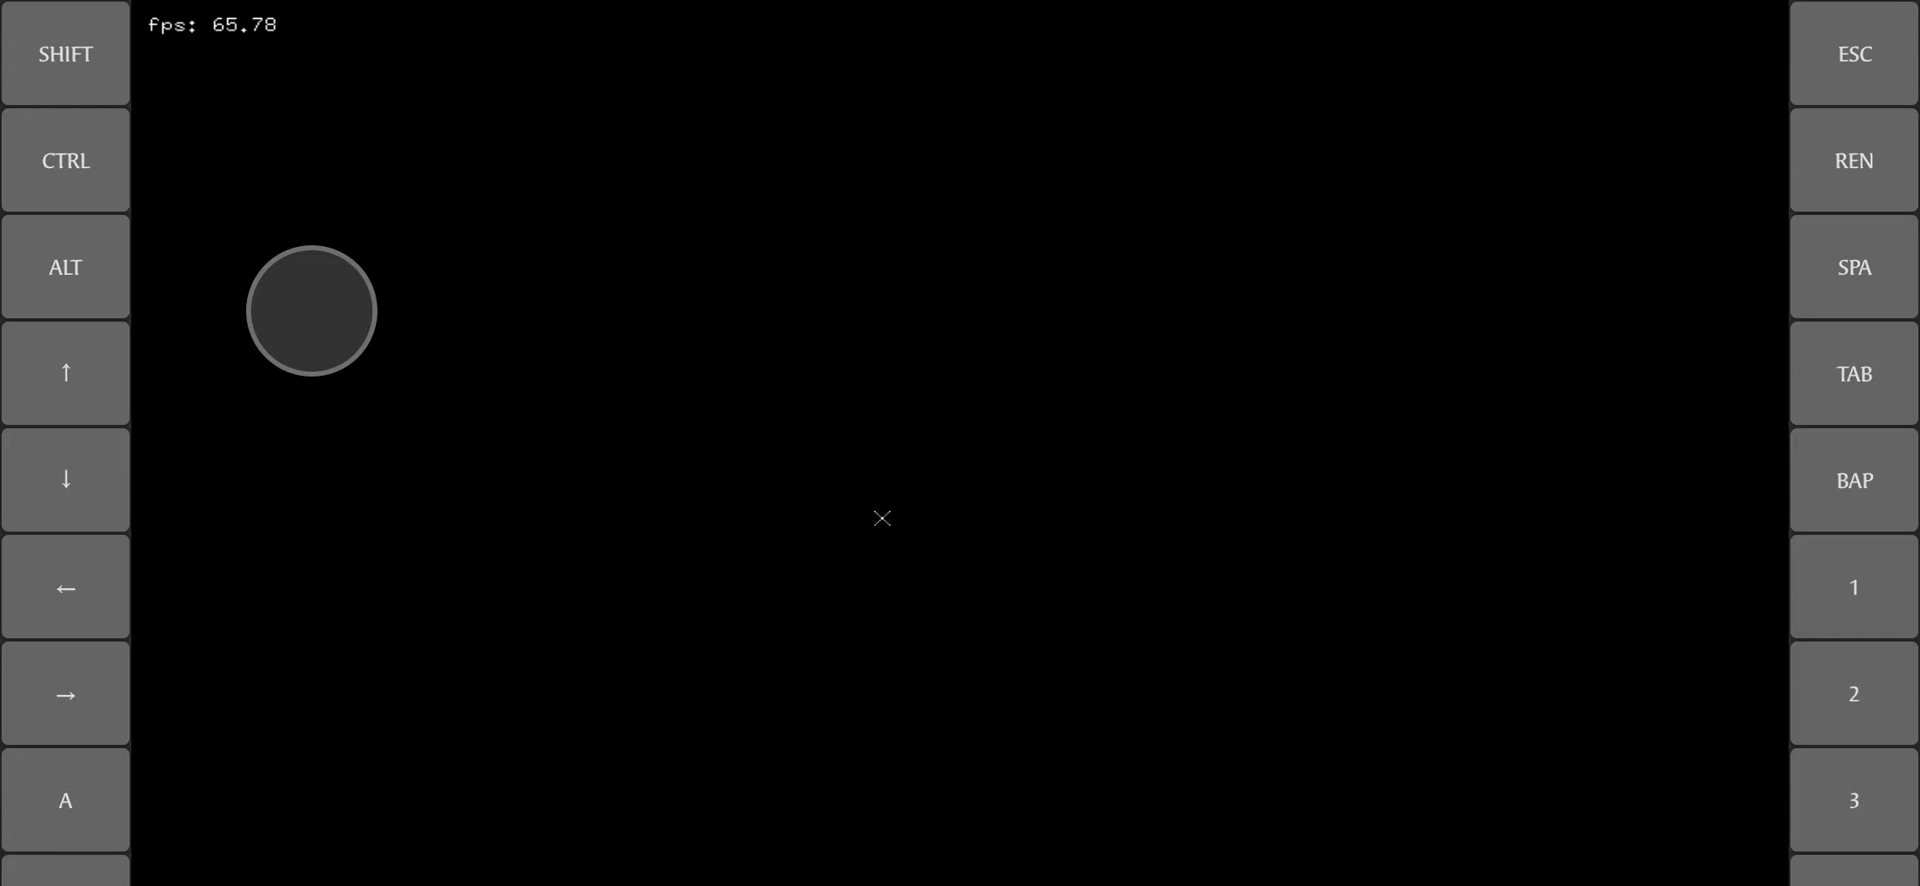 fps: 65.78
SHIFT
CTRL
ALT
↑
↓
←
→
A
ESC
REN
SPA
TAB
BAP
1
2
3